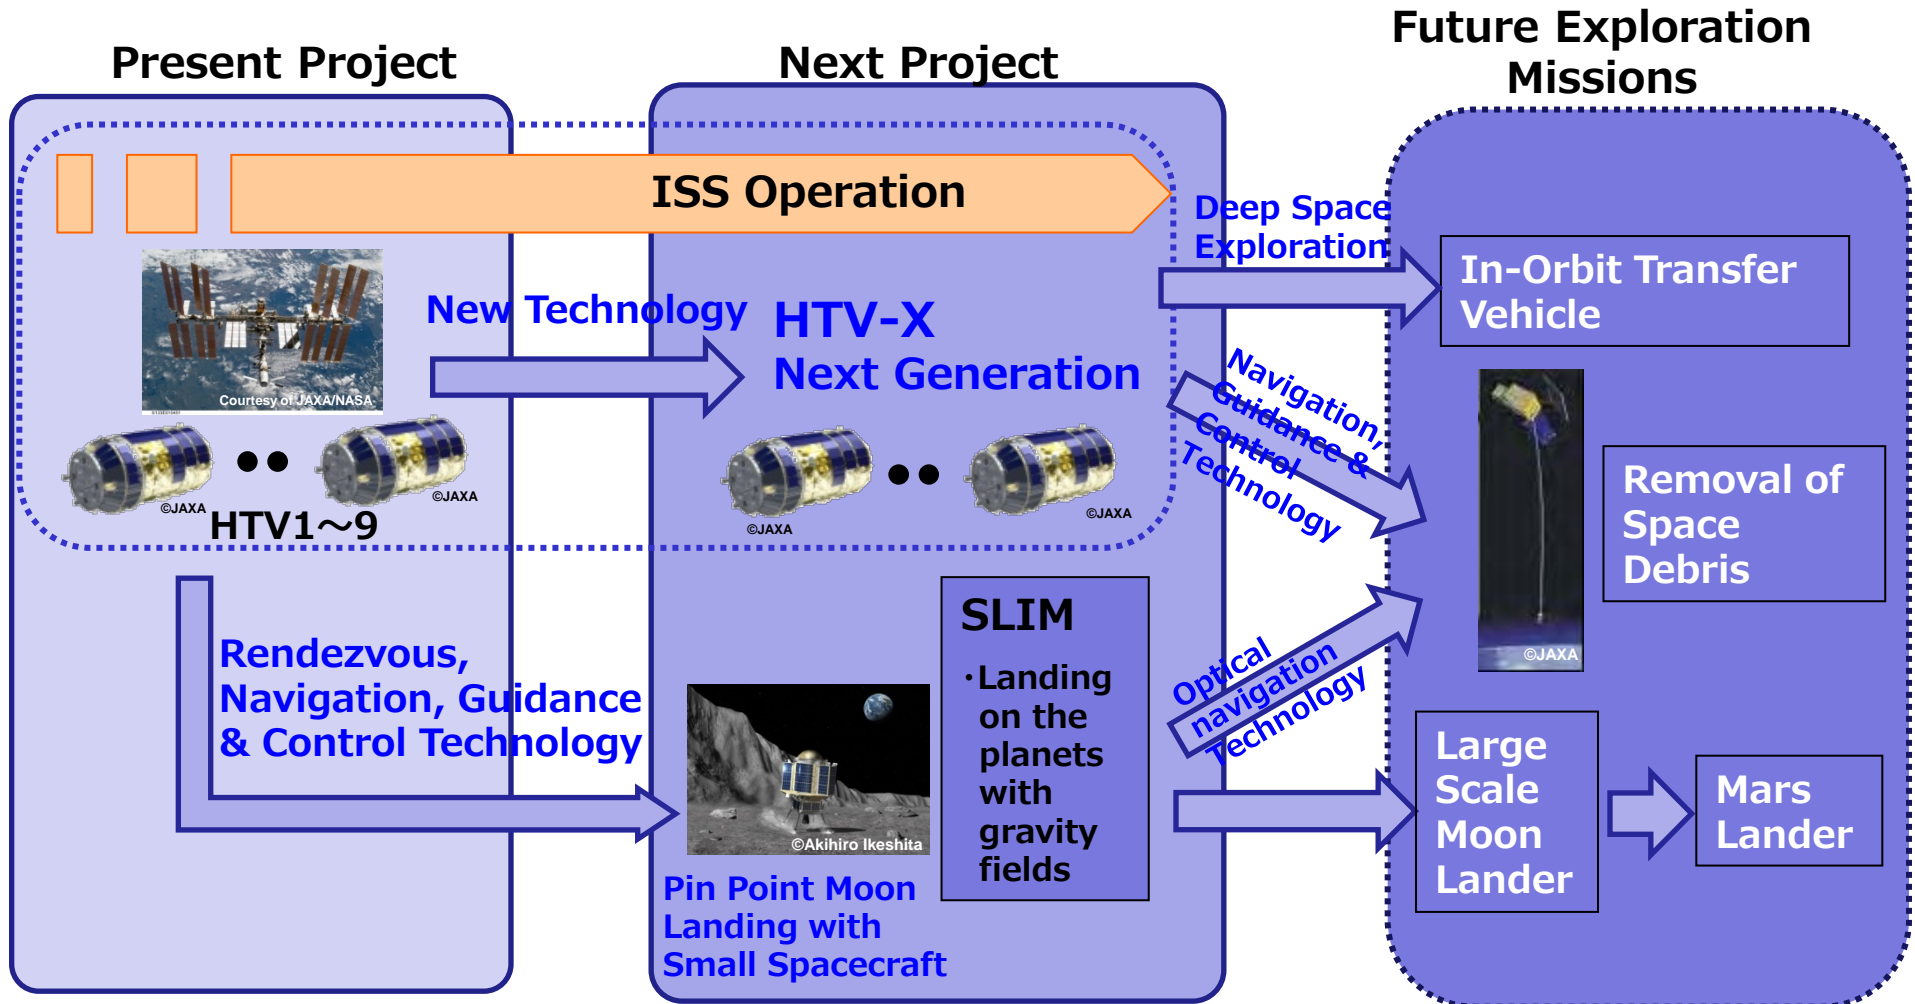 Present Project
Next Project
Future Exploration
Missions
ISS Operation
Courtesy of JAXA/NASA
New Technology
HTV-X
Next Generation
©JAXA
©JAXA
HTV1～9
©JAXA
©JAXA
Deep Space
Exploration
In-Orbit Transfer
Vehicle
Navigation,
Guidance &
Control
Technology
Removal of
Space
Debris
©JAXA
Rendezvous,
Navigation, Guidance
& Control Technology
©Akihiro Ikeshita
Pin Point Moon
Landing with
Small Spacecraft
SLIM
・Landing
on the
planets
with
gravity
fields
Optical
navigation
Technology
Large
Scale
Moon
Lander
Mars
Lander